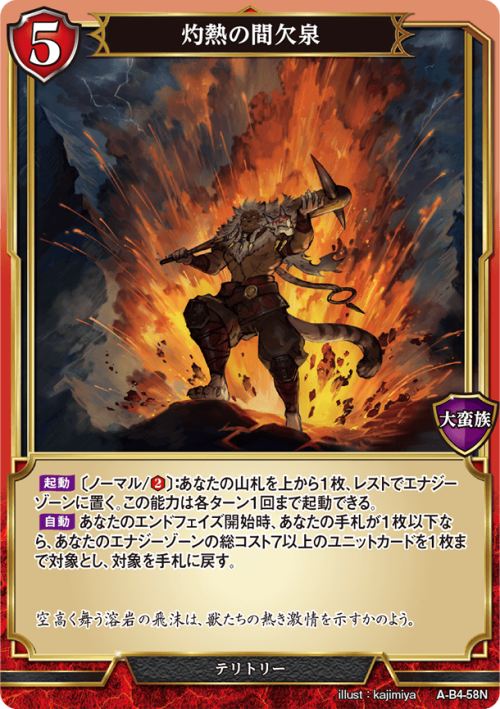 5
灼熱の間欠泉
大蛮族
起動 〔ノーマル/2〕:あなたの山札を上から1枚、レストでエナジー
ゾーンに置く。この能力は各ターン1回まで起動できる。
自動 あなたのエンドフェイズ開始時、あなたの手札が1枚以下な
ら、あなたのエナジーゾーンの総コスト7以上のユニットカードを1枚ま
で対象とし、対象を手札に戻す。
空高く舞う溶岩の飛沫は、獣たちの熱き激情を示すかのよう。
テリトリー
illust:kajimiya A-B4-58N